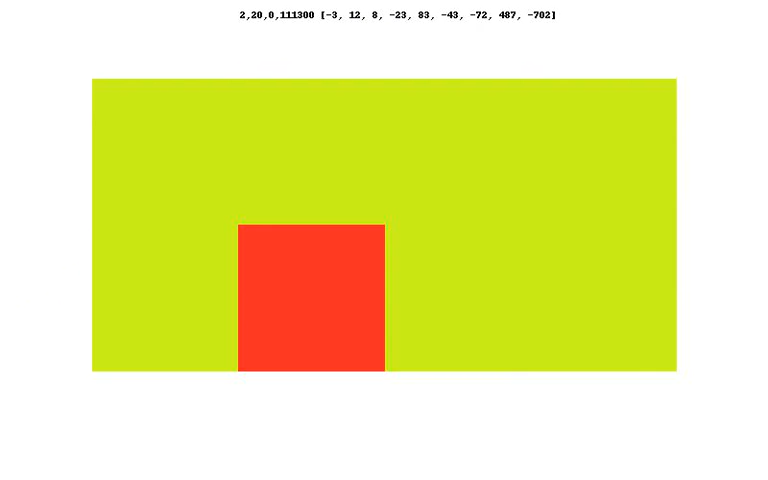 2,20,0,111300 [-3, 12, 8, -23, 83, -43, -72, 487, -702]